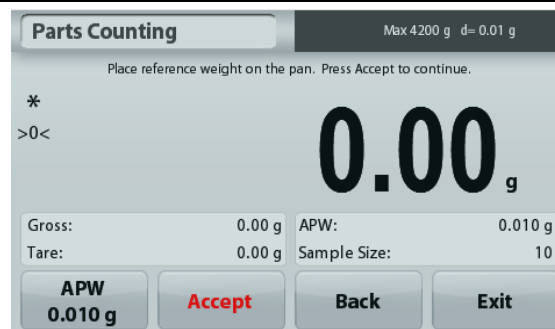 Parts Counting
Max 4200 g d= 0.01 g
Place reference weight on the pan. Press Accept to continue.
*
>0<
0.00 g
Gross: 0.00 g
Tare: 0.00 g
APW: 0.010 g
Sample Size: 10
APW
0.010 g
Accept
Back
Exit